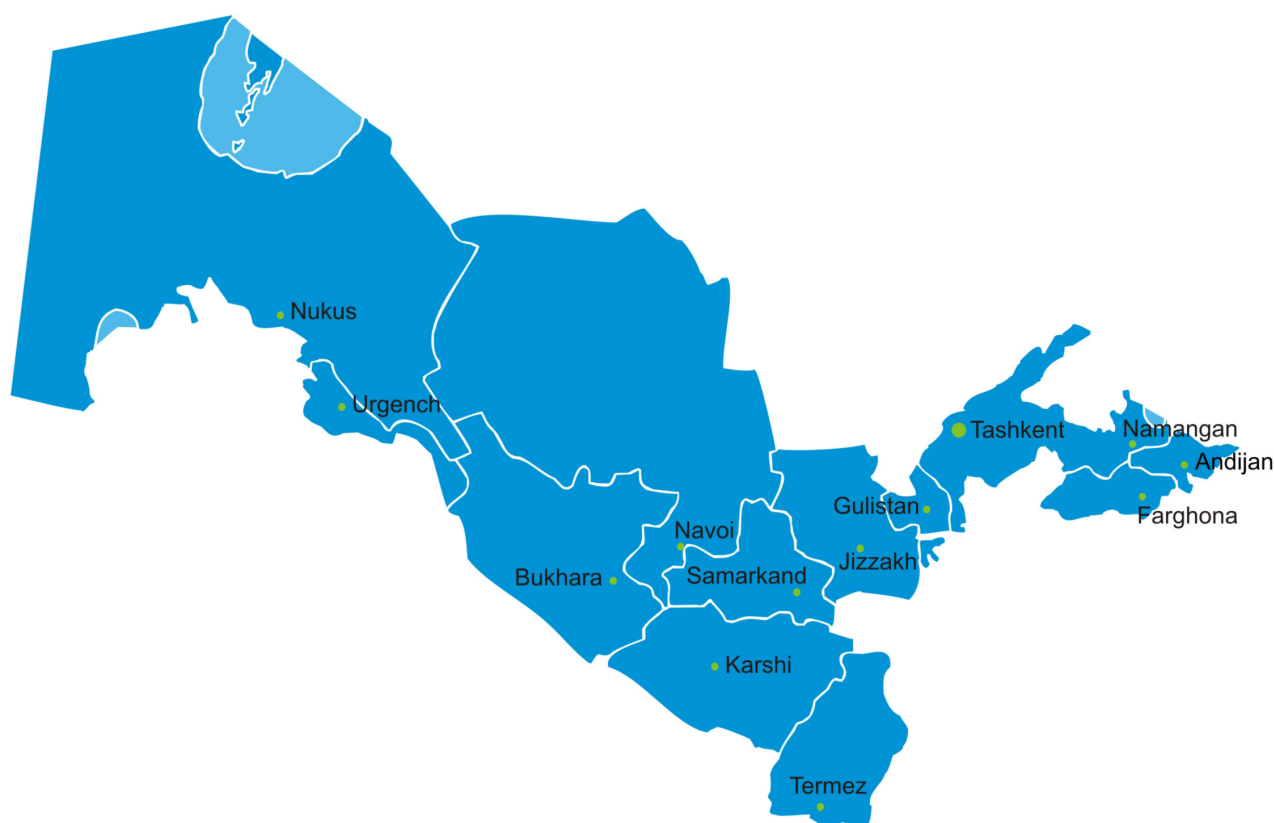 Nukus
Urgench
Tashkent
Namangan
Andijan
Gulistan
Farghona
Navoi
Jizzakh
Bukhara
Samarkand
Karshi
Termez